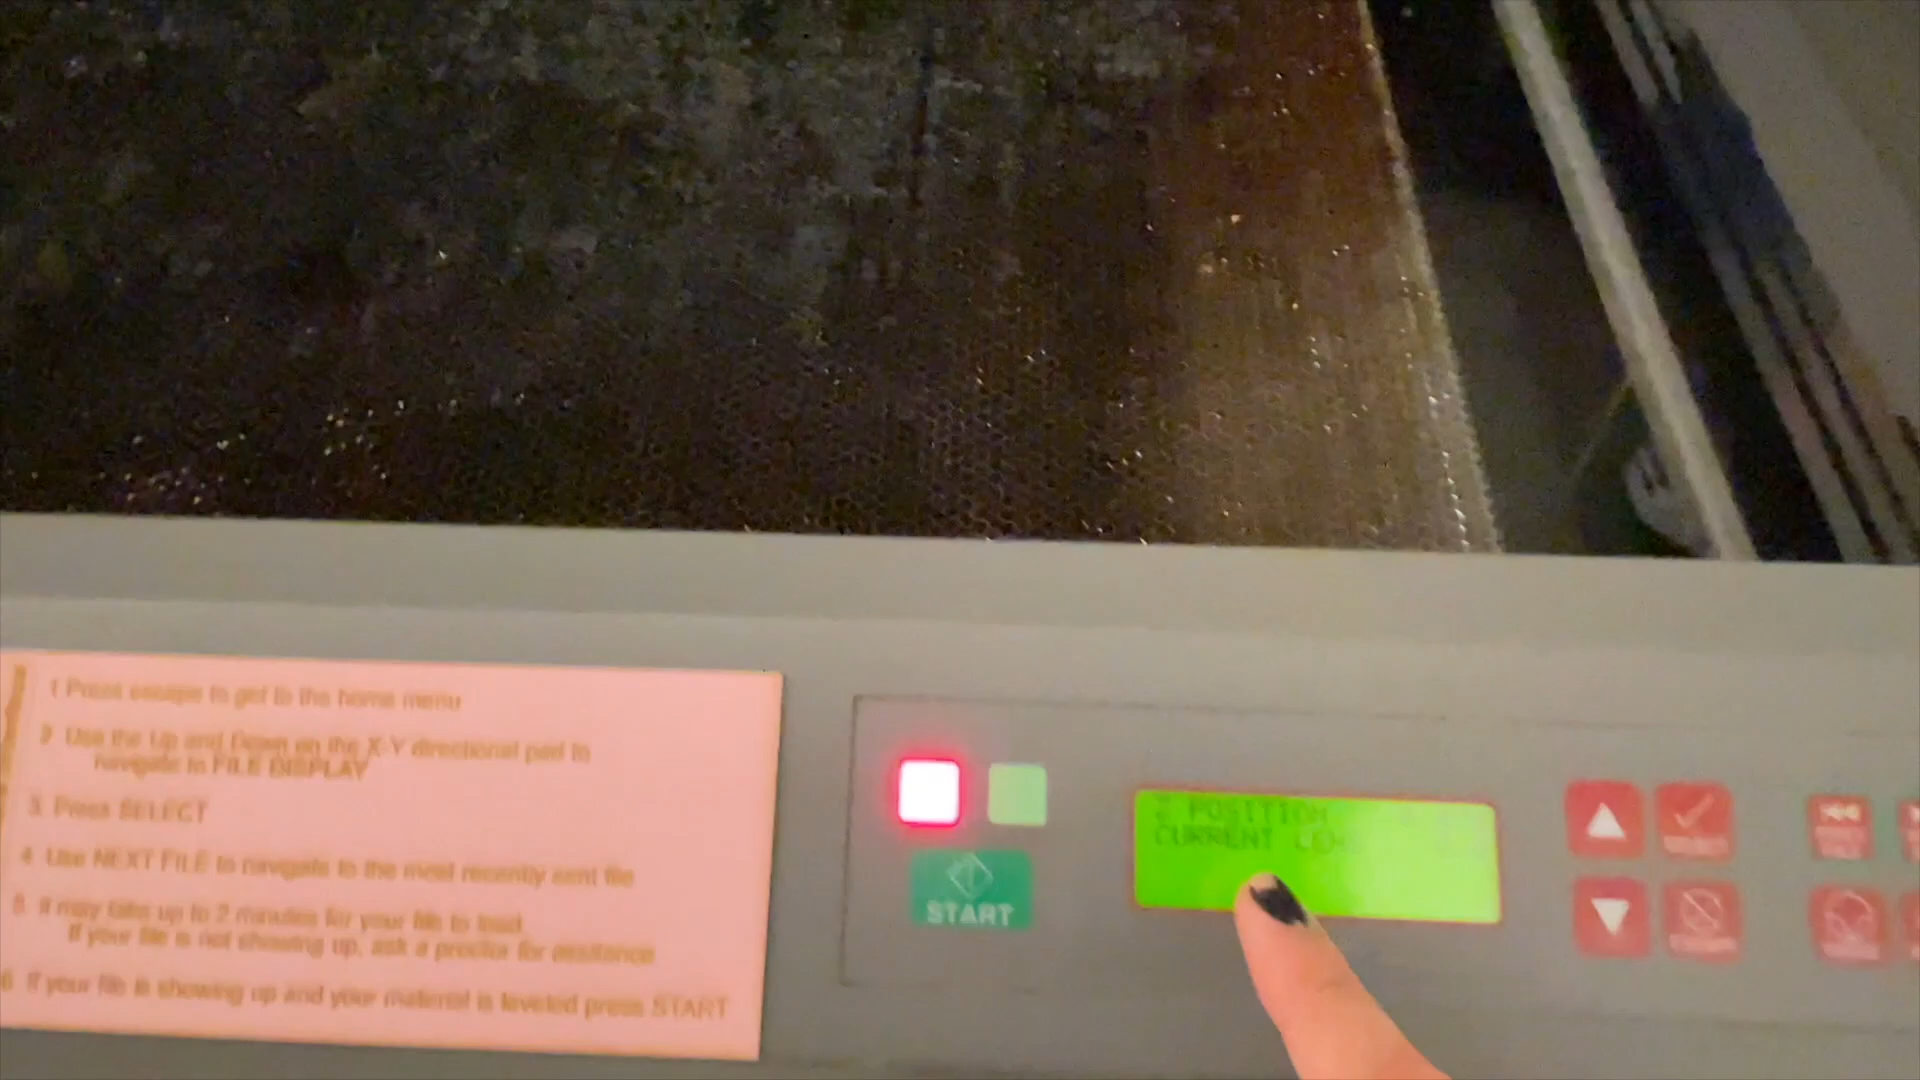 1 Press escape to get to the home menu
2 Use the Up and Down on the X-Y directional pad to
navigate to FILE DISPLAY
3 Press SELECT
4 Use NEXT FILE to navigate to the most recently sent file
5 It may take up to 2 minutes for your file to load
If your file is not showing up, ask a proctor for assitance
6 If your file is showing up and your material is leveled press START
START
Z POSITION
CURRENT